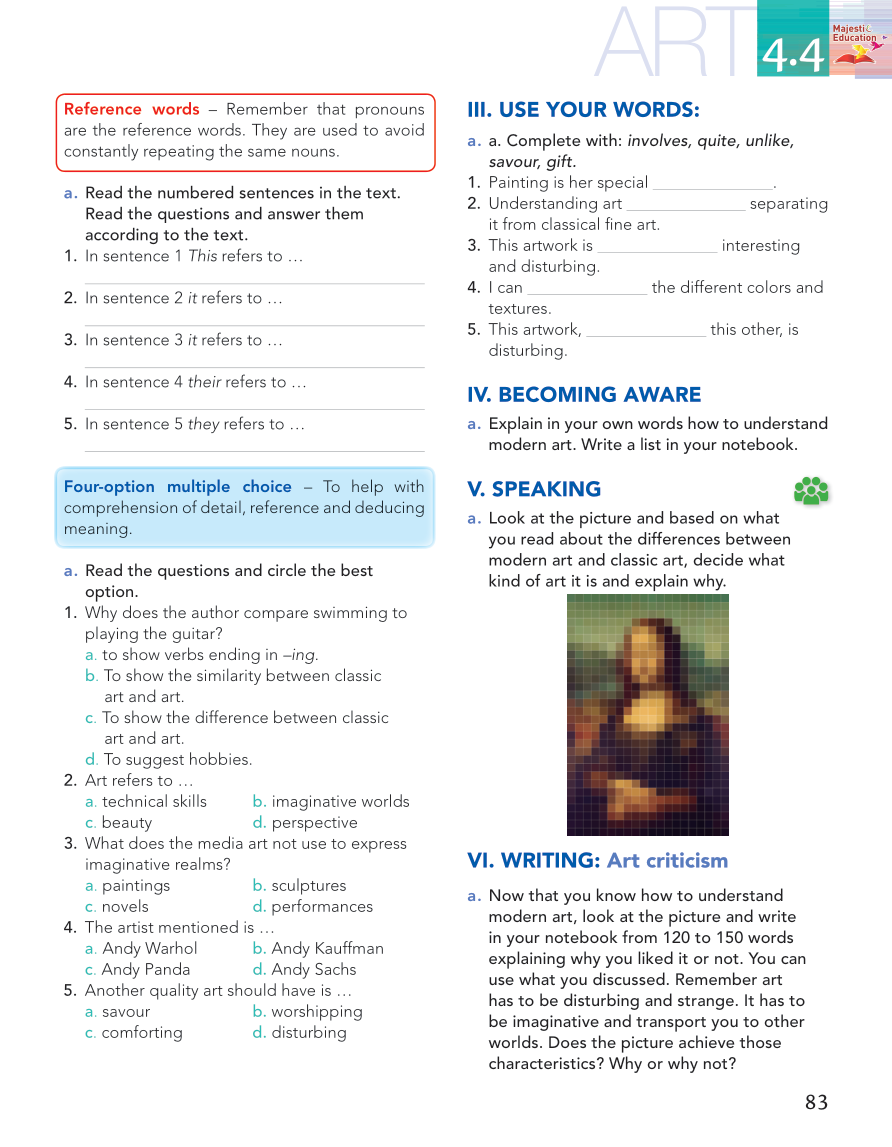 ART
4.4
Majestic
Education
Reference words – Remember that pronouns
are the reference words. They are used to avoid
constantly repeating the same nouns.
a. Read the numbered sentences in the text.
Read the questions and answer them
according to the text.
1. In sentence 1 This refers to …
2. In sentence 2 it refers to …
3. In sentence 3 it refers to …
4. In sentence 4 their refers to …
5. In sentence 5 they refers to …
Four-option multiple choice – To help with
comprehension of detail, reference and deducing
meaning.
a. Read the questions and circle the best
option.
1. Why does the author compare swimming to
playing the guitar?
a. to show verbs ending in –ing.
b. To show the similarity between classic
art and art.
c. To show the difference between classic
art and art.
d. To suggest hobbies.
2. Art refers to …
a. technical skills b. imaginative worlds
c. beauty d. perspective
3. What does the media art not use to express
imaginative realms?
a. paintings b. sculptures
c. novels d. performances
4. The artist mentioned is …
a. Andy Warhol b. Andy Kauffman
c. Andy Panda d. Andy Sachs
5. Another quality art should have is …
a. savour b. worshipping
c. comforting d. disturbing
III. USE YOUR WORDS:
a. a. Complete with: involves, quite, unlike,
savour, gift.
1. Painting is her special ______________.
2. Understanding art ______________ separating
it from classical fine art.
3. This artwork is ______________ interesting
and disturbing.
4. I can ______________ the different colors and
textures.
5. This artwork, ______________ this other, is
disturbing.
IV. BECOMING AWARE
a. Explain in your own words how to understand
modern art. Write a list in your notebook.
V. SPEAKING
a. Look at the picture and based on what
you read about the differences between
modern art and classic art, decide what
kind of art it is and explain why.
VI. WRITING: Art criticism
a. Now that you know how to understand
modern art, look at the picture and write
in your notebook from 120 to 150 words
explaining why you liked it or not. You can
use what you discussed. Remember art
has to be disturbing and strange. It has to
be imaginative and transport you to other
worlds. Does the picture achieve those
characteristics? Why or why not?
83